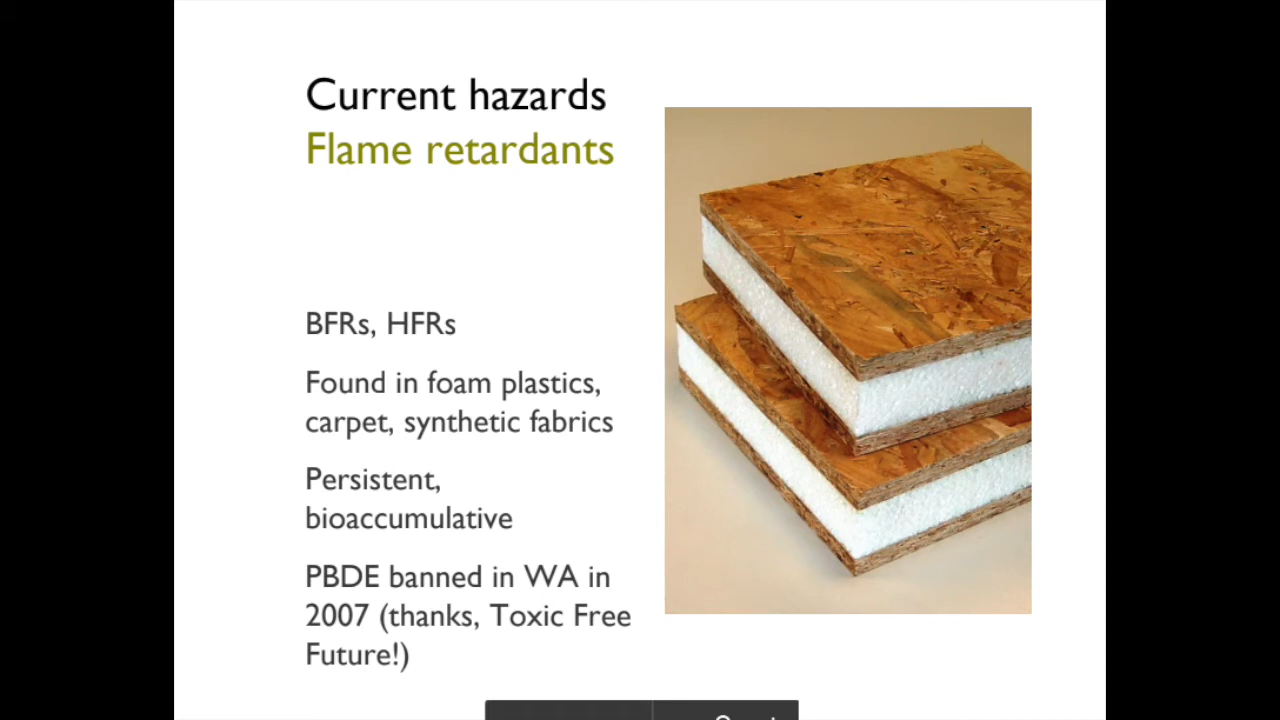 Current hazards
Flame retardants
BFRs, HFRs
Found in foam plastics,
carpet, synthetic fabrics
Persistent,
bioaccumulative
PBDE banned in WA in
2007 (thanks, Toxic Free
Future!)